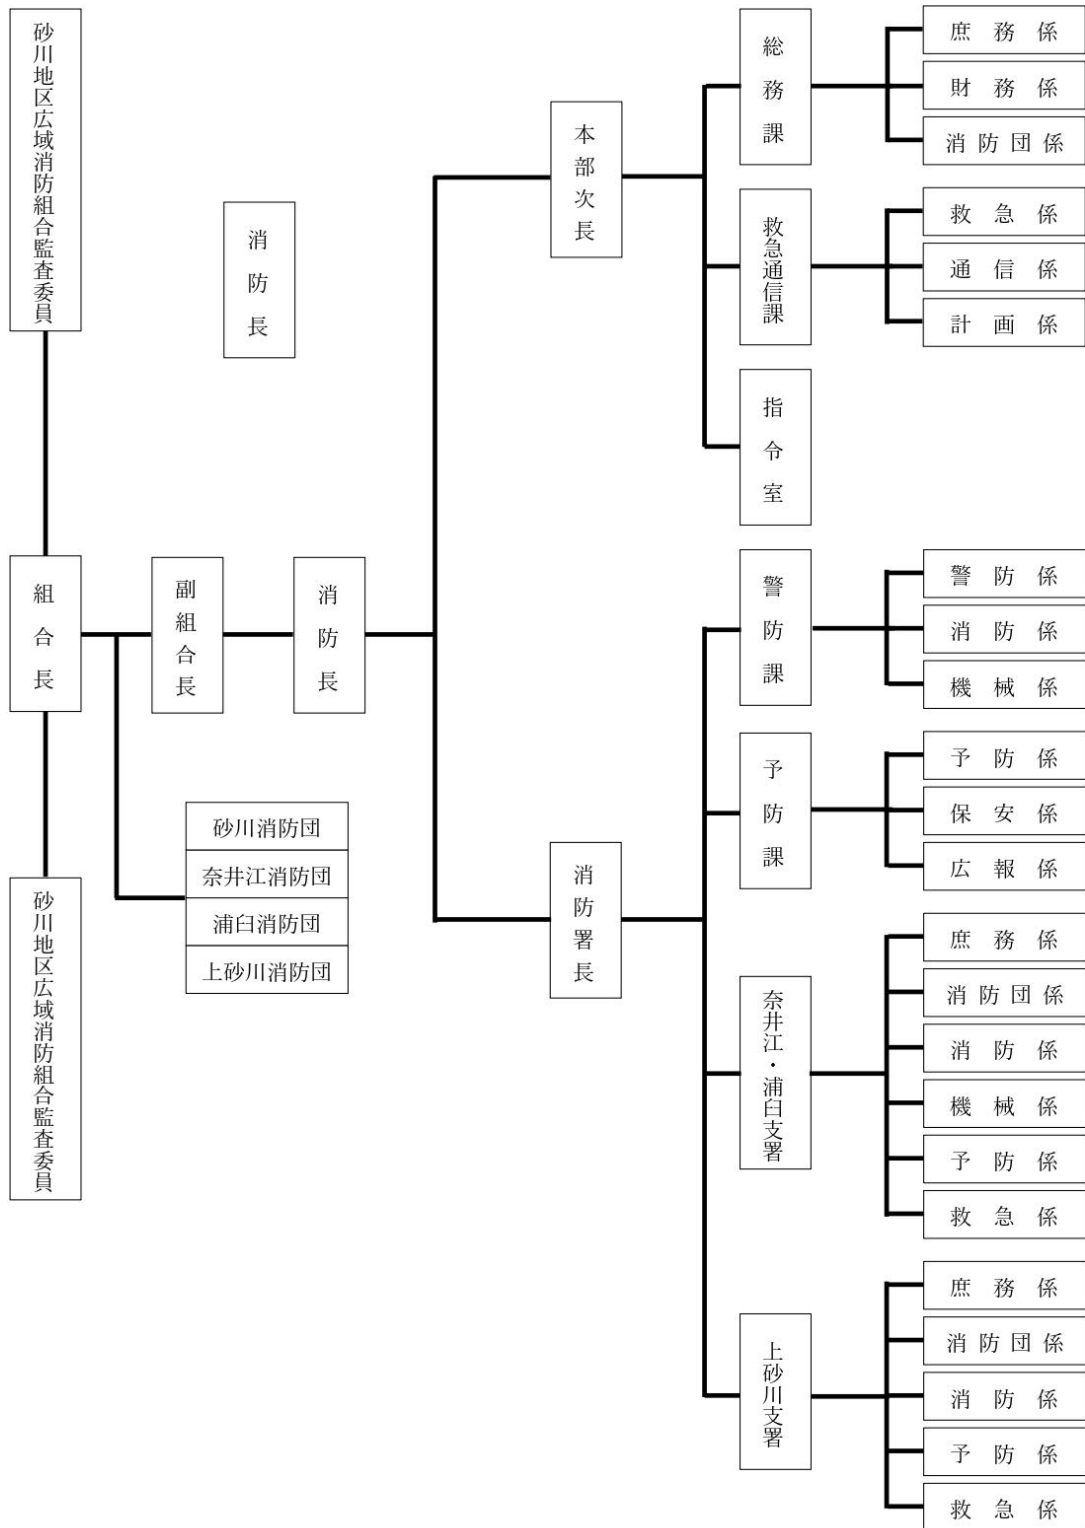 砂川地区広域消防組合監査委員
組合長
砂川地区広域消防組合監査委員
副組合長
消防長
消防長
砂川消防団
奈井江消防団
浦臼消防団
上砂川消防団
本部次長
総務課
庶務係
財務係
消防団係
救急通信課
救急係
通信係
計画係
指令室
消防署長
警防課
警防係
消防係
機械係
予防課
予防係
保安係
広報係
奈井江・浦臼支署
庶務係
消防団係
消防係
機械係
予防係
救急係
上砂川支署
庶務係
消防団係
消防係
予防係
救急係